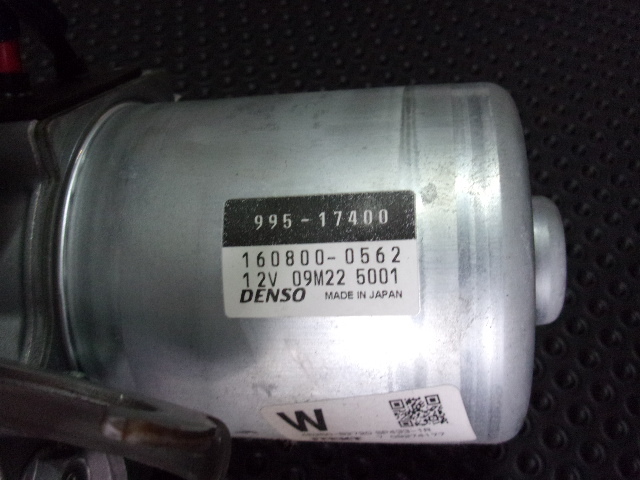 995-17400
160800-0562
12V 09M22 5001
DENSO MADE IN JAPAN
W